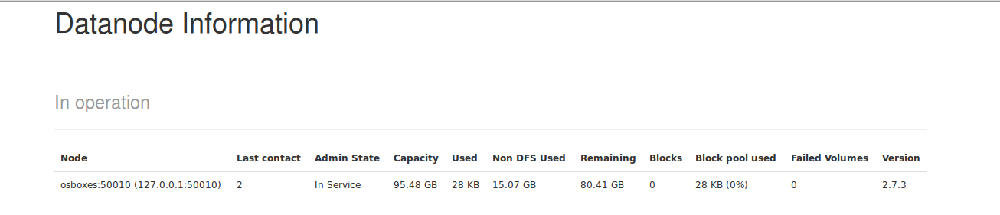 Datanode Information
In operation
Node Last contact Admin State Capacity Used Non DFS Used Remaining Blocks Block pool used Failed Volumes Version
osboxes:50010 (127.0.0.1:50010) 2 In Service 95.48 GB 28 KB 15.07 GB 80.41 GB 0 28 KB (0%) 0 2.7.3